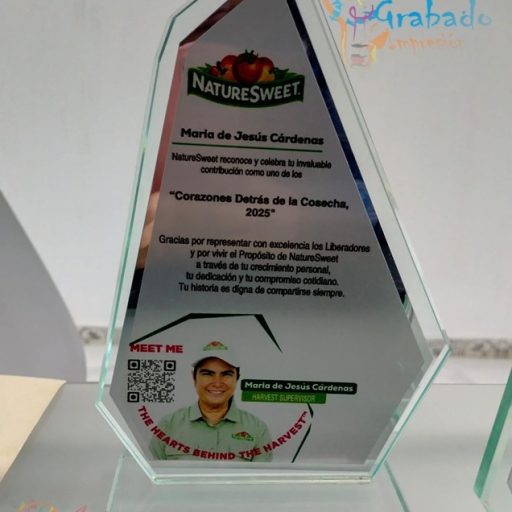 Grabado
Impresión
NATURESWEET
Maria de Jesús Cárdenas
NatureSweet reconoce y celebra tu invaluable
contribución como uno de los
“Corazones Detrás de la Cosecha,
2025”
Gracias por representar con excelencia los Liberadores
y por vivir el Propósito de NatureSweet
a través de tu crecimiento personal,
tu dedicación y tu compromiso cotidiano.
Tu historia es digna de compartirse siempre.
MEET ME
NATURESWEET
Maria de Jesús Cárdenas
HARVEST SUPERVISOR
THE HEARTS BEHIND THE HARVEST™